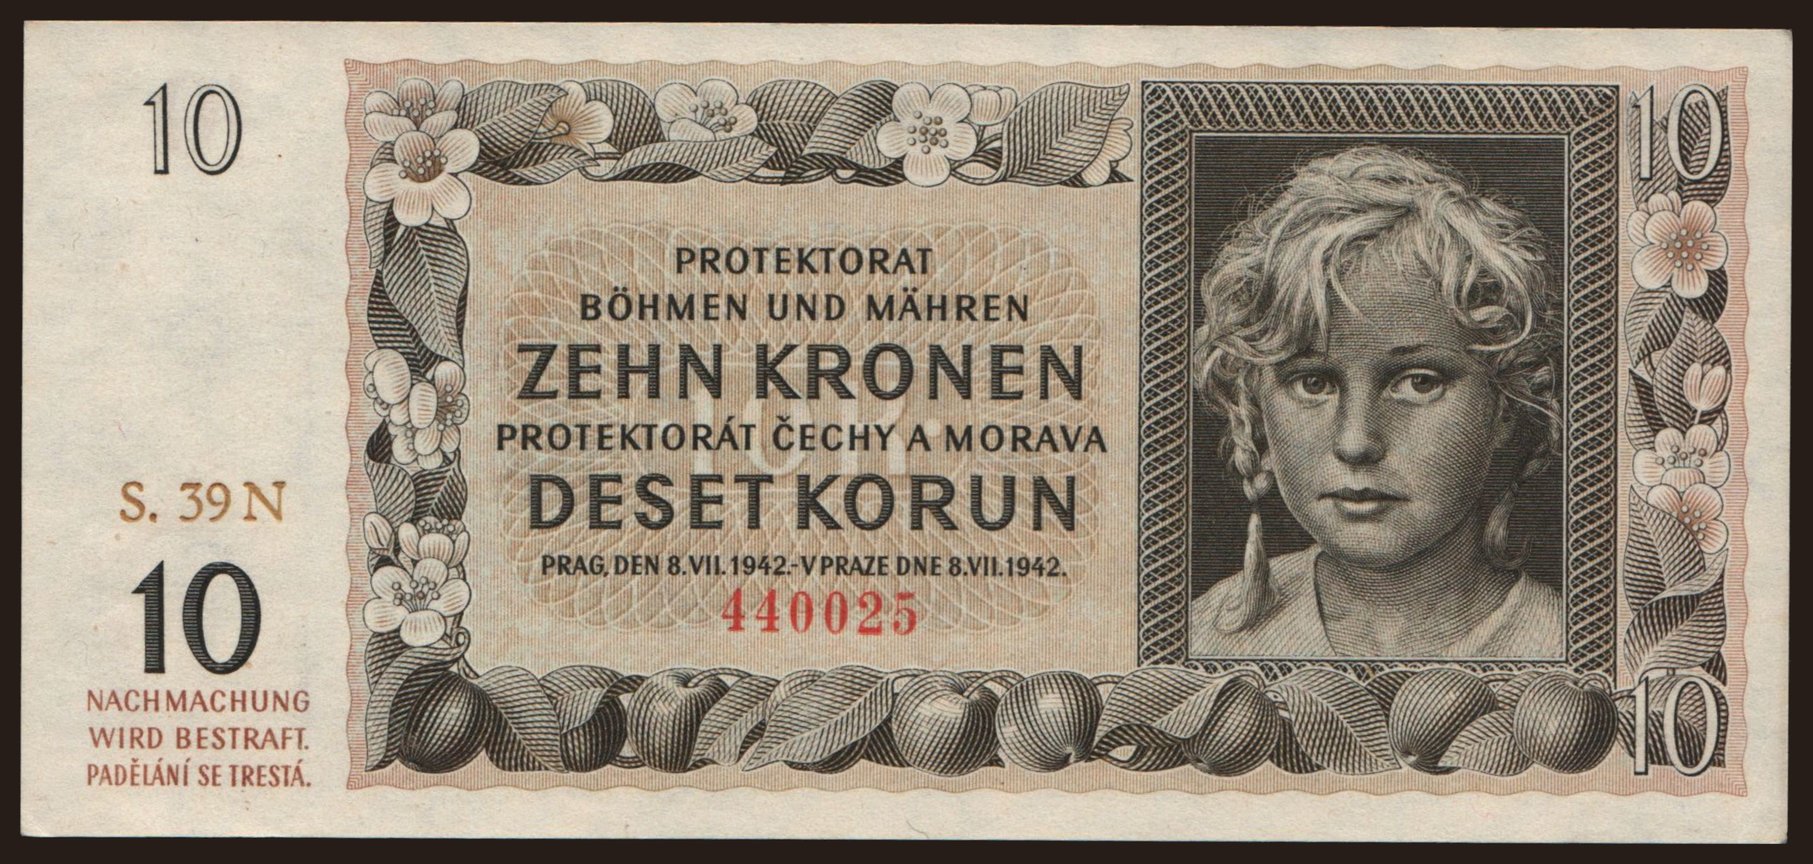 10
10
PROTEKTORAT
BÖHMEN UND MÄHREN
ZEHN KRONEN
PROTEKTORÁT ČECHY A MORAVA
DESET KORUN
PRAG, DEN 8. VII. 1942.-V PRAZE DNE 8. VII. 1942.
440025
S. 39 N
10
NACHMACHUNG
WIRD BESTRAFT.
PADĚLÁNÍ SE TRESTÁ.
10
10 K